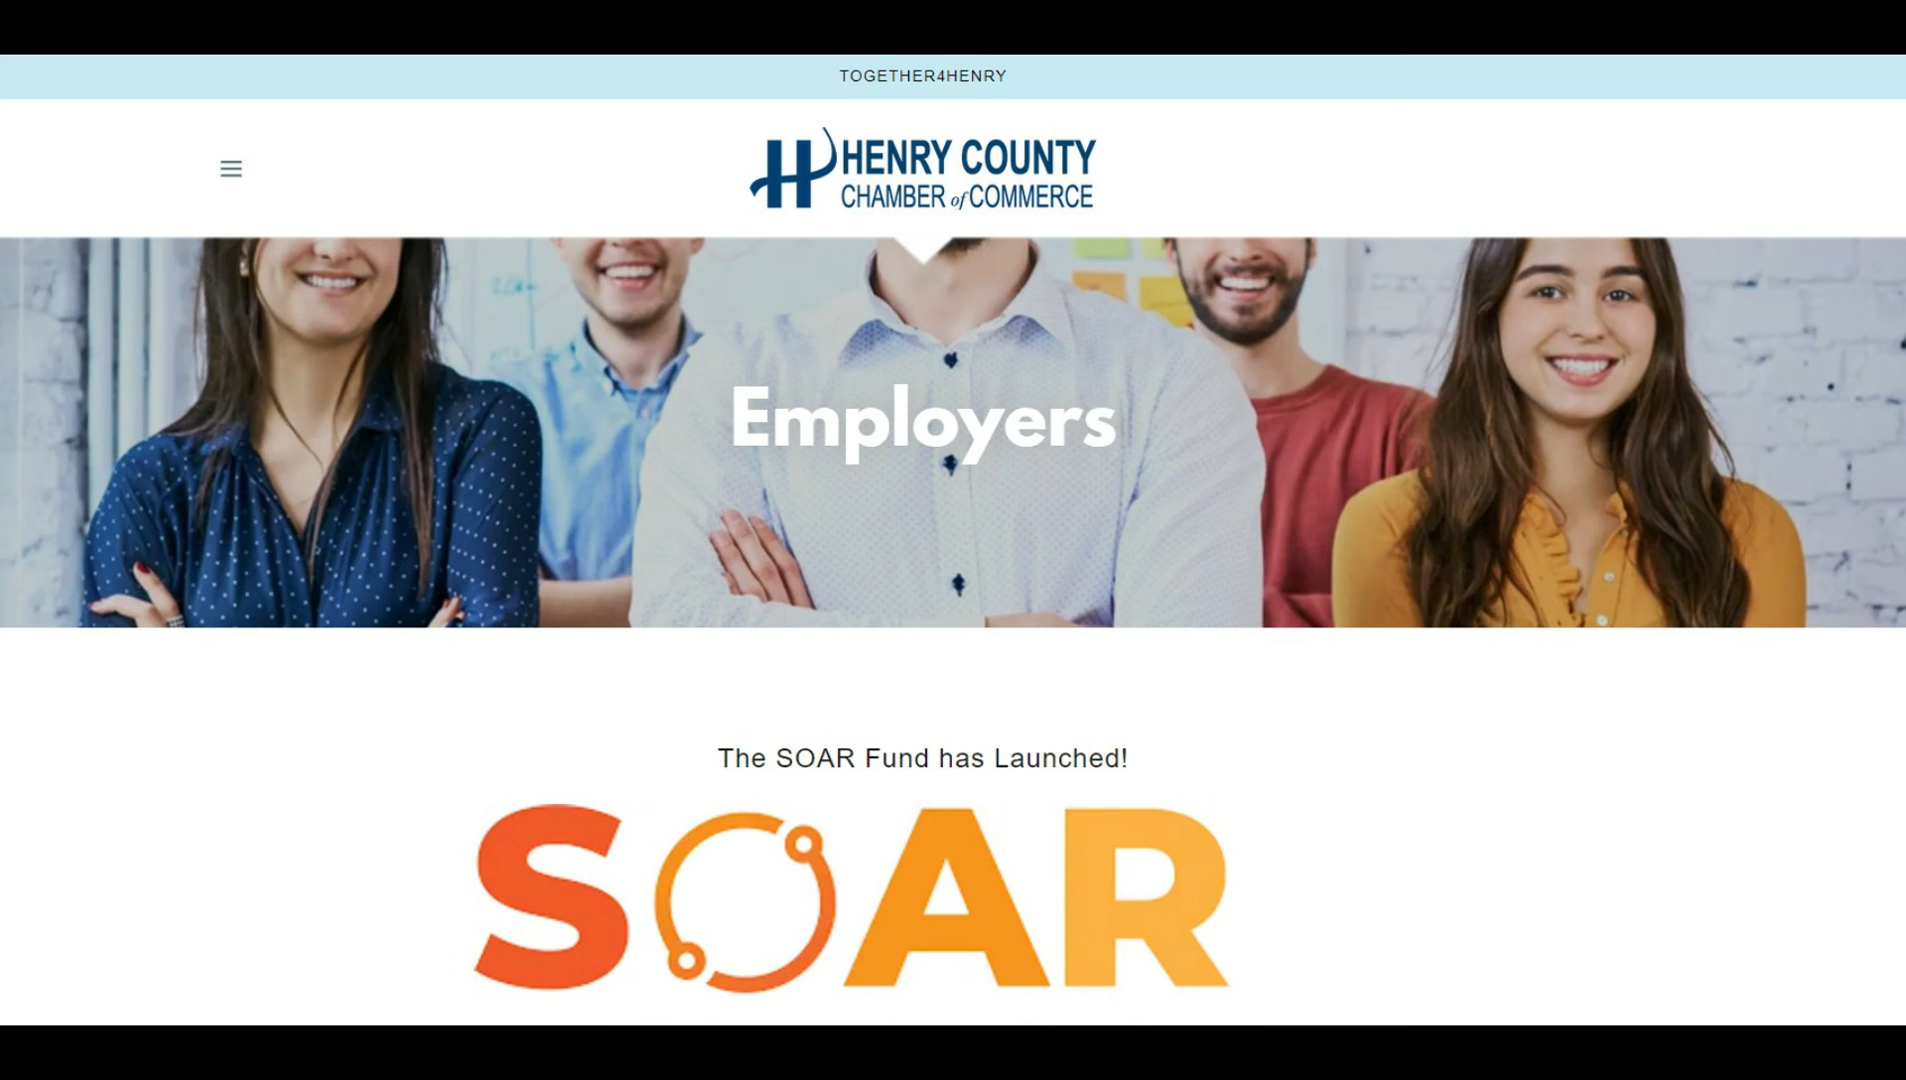 TOGETHER4HENRY
HENRY COUNTY
CHAMBER of COMMERCE
Employers
The SOAR Fund has Launched!
SOAR